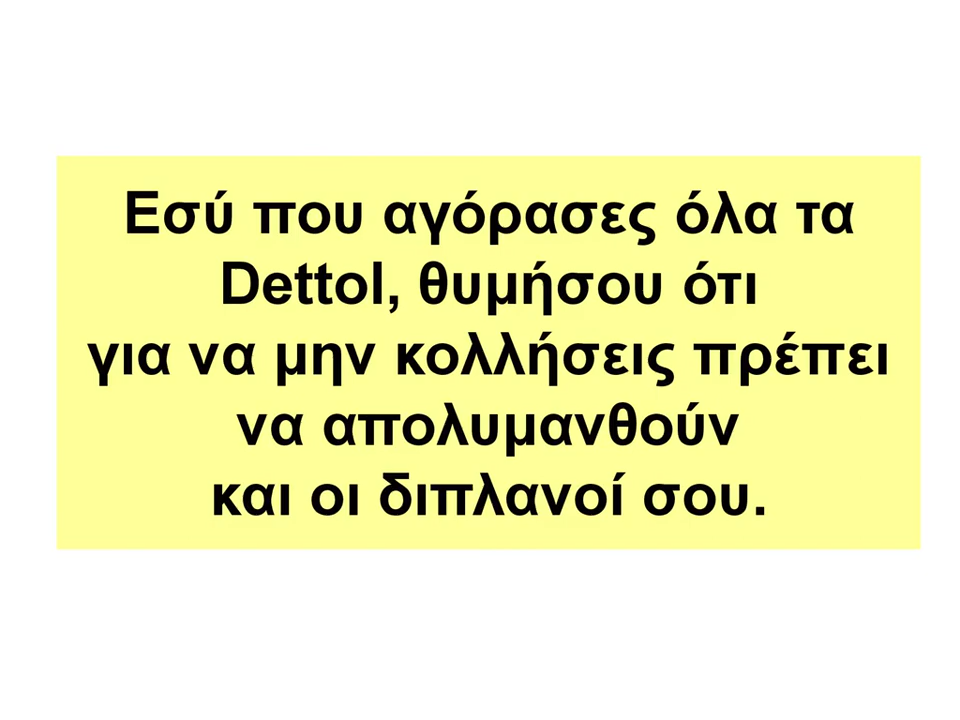 Εσύ που αγόρασες όλα τα
Dettol, θυμήσου ότι
για να μην κολλήσεις πρέπει
να απολυμανθούν
και οι διπλανοί σου.